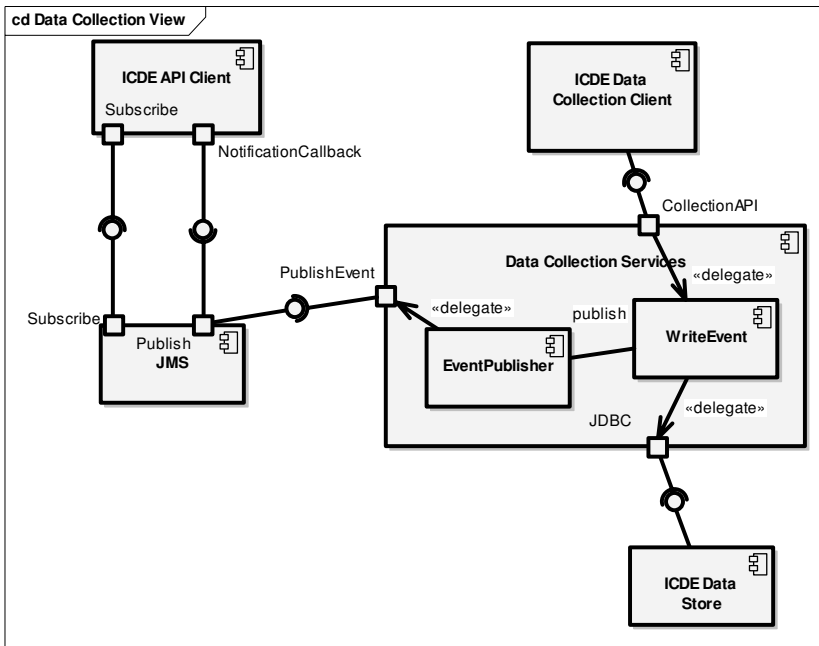 cd Data Collection View
ICDE API Client
Subscribe
NotificationCallback
ICDE Data
Collection Client
CollectionAPI
Data Collection Services
«delegate»
PublishEvent
«delegate»
publish
WriteEvent
EventPublisher
Subscribe
Publish
JMS
«delegate»
JDBC
ICDE Data
Store